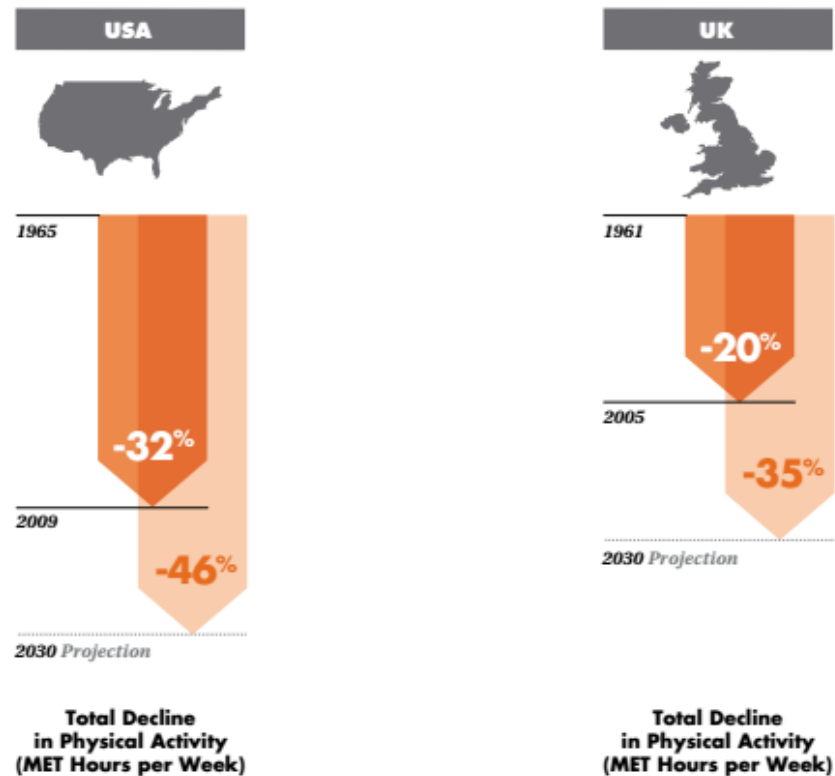 USA
1965
-32%
2009
-46%
2030 Projection
Total Decline
in Physical Activity
(MET Hours per Week)
UK
1961
-20%
2005
-35%
2030 Projection
Total Decline
in Physical Activity
(MET Hours per Week)